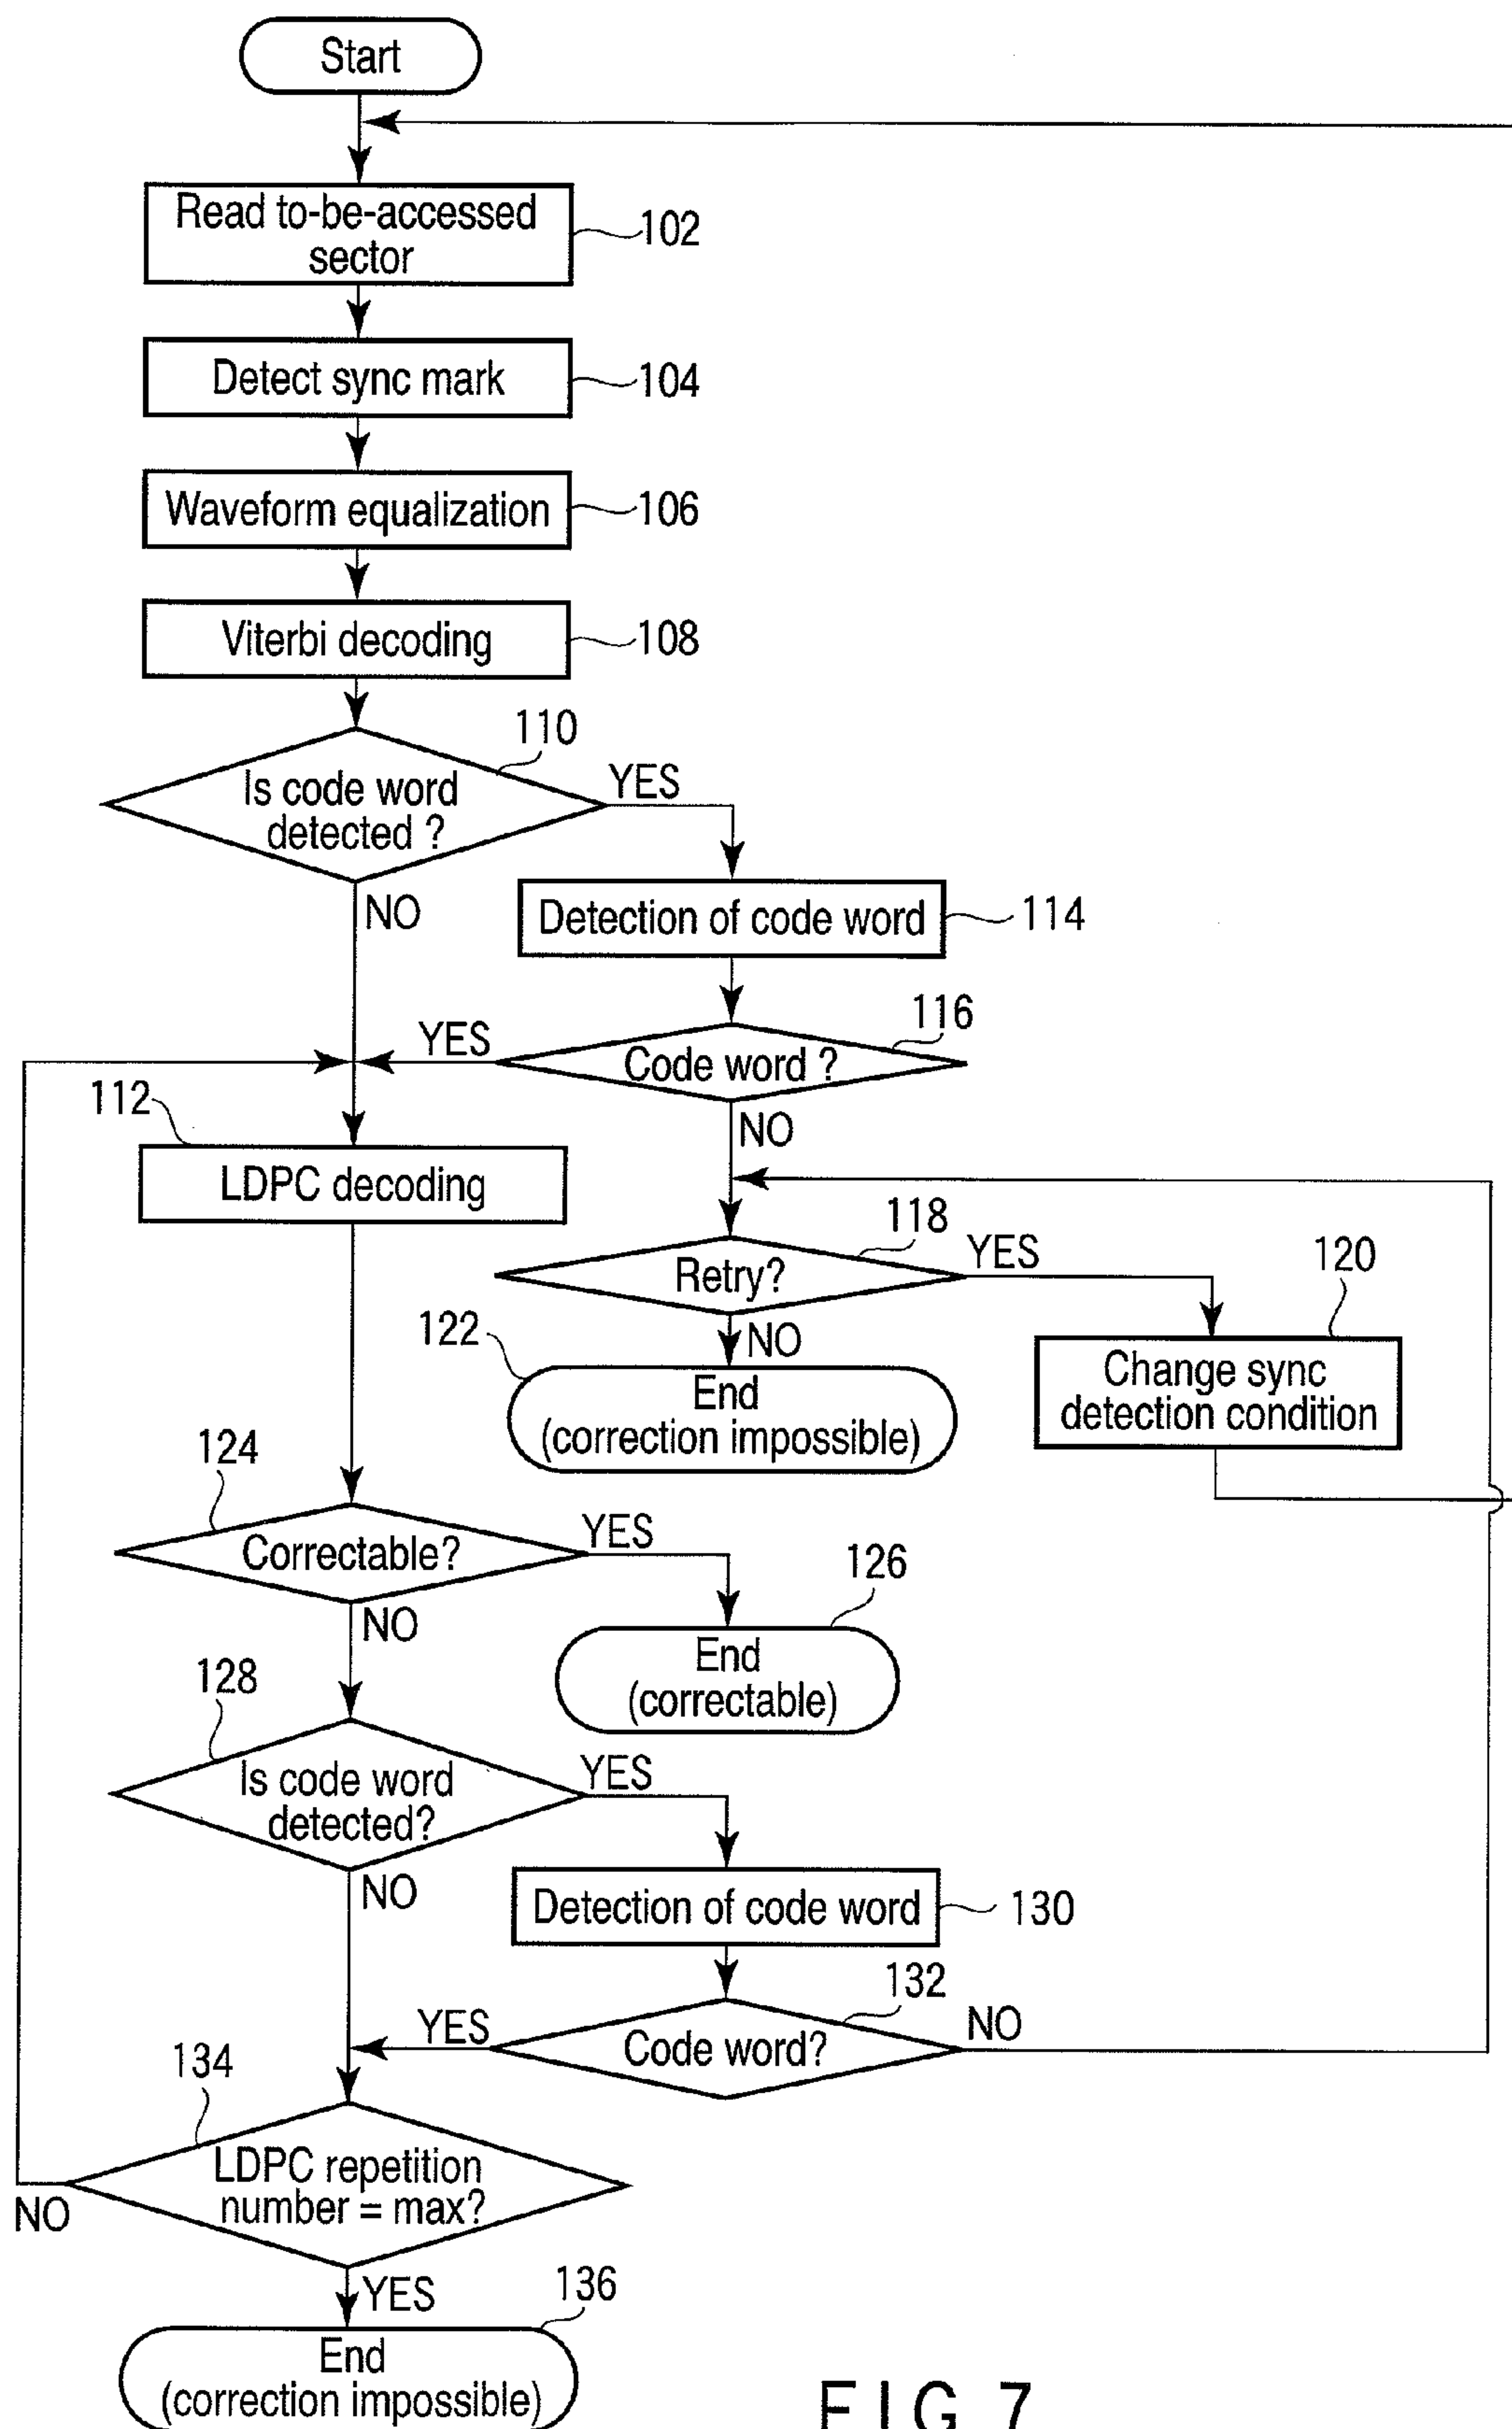 Start
Read to-be-accessed
sector
102
Detect sync mark
104
Waveform equalization
106
Viterbi decoding
108
110
Is code word
detected ?
YES
NO
Detection of code word
114
116
YES
Code word ?
NO
112
LDPC decoding
118
Retry?
YES
120
122
NO
End
(correction impossible)
Change sync
detection condition
124
Correctable?
YES
126
NO
End
(correctable)
128
Is code word
detected?
YES
NO
Detection of code word
130
132
YES
Code word?
NO
134
LDPC repetition
number = max?
NO
YES
136
End
(correction impossible)
FIG 7